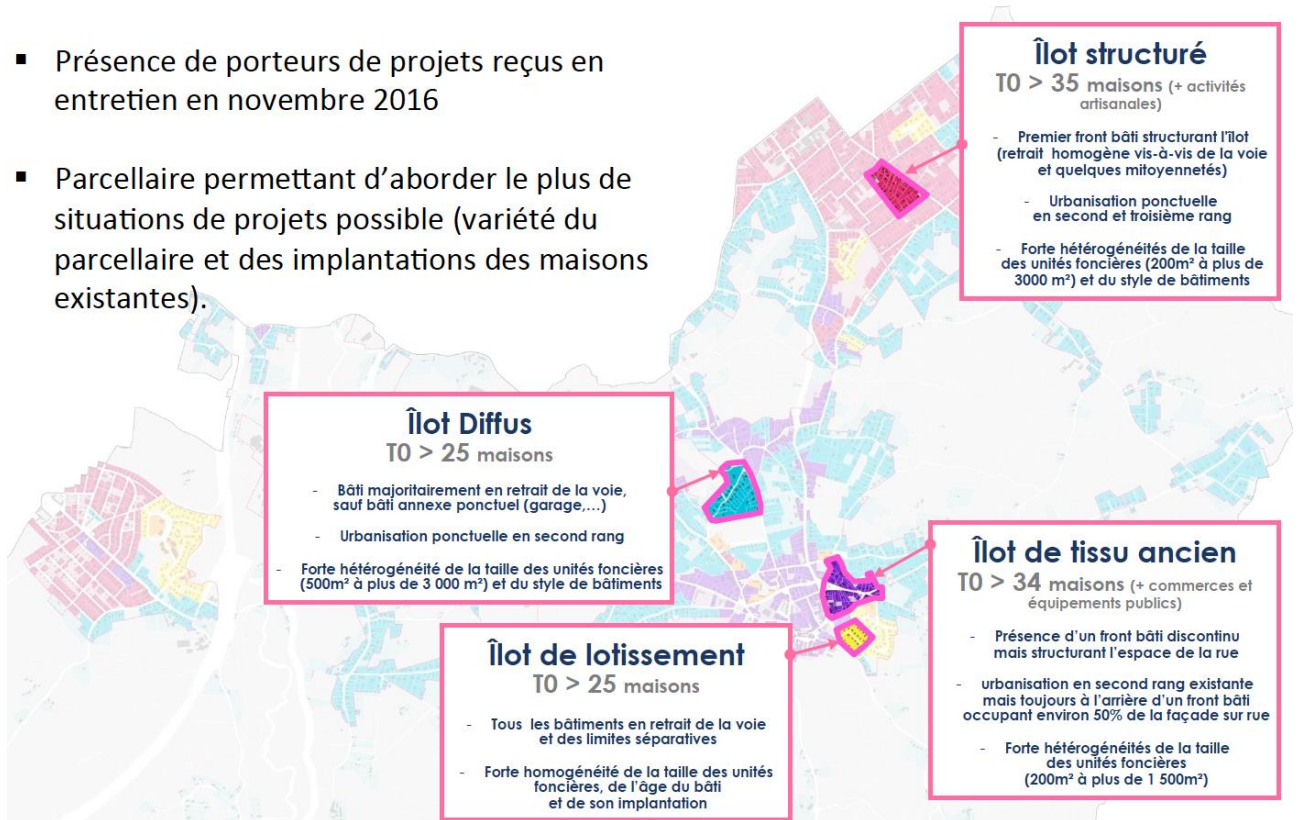 ▪ Présence de porteurs de projets reçus en
entretien en novembre 2016
▪ Parcellaire permettant d’aborder le plus de
situations de projets possible (variété du
parcellaire et des implantations des maisons
existantes).
Îlot structuré
T0 > 35 maisons (+ activités
artisanales)
- Premier front bâti structurant l'îlot
(retrait homogène vis-à-vis de la voie
et quelques mitoyennetés)
- Urbanisation ponctuelle
en second et troisième rang
- Forte hétérogénéités de la taille
des unités foncières (200m² à plus de
3000 m²) et du style de bâtiments
Îlot Diffus
T0 > 25 maisons
- Bâti majoritairement en retrait de la voie,
sauf bâti annexe ponctuel (garage,…)
- Urbanisation ponctuelle en second rang
- Forte hétérogénéité de la taille des unités foncières
(500m² à plus de 3 000 m²) et du style de bâtiments
Îlot de tissu ancien
T0 > 34 maisons (+ commerces et
équipements publics)
- Présence d’un front bâti discontinu
mais structurant l’espace de la rue
- urbanisation en second rang existante
mais toujours à l’arrière d’un front bâti
occupant environ 50% de la façade sur rue
- Forte hétérogénéités de la taille
des unités foncières
(200m² à plus de 1 500m²)
Îlot de lotissement
T0 > 25 maisons
- Tous les bâtiments en retrait de la voie
et des limites séparatives
- Forte homogénéité de la taille des unités
foncières, de l’âge du bâti
et de son implantation